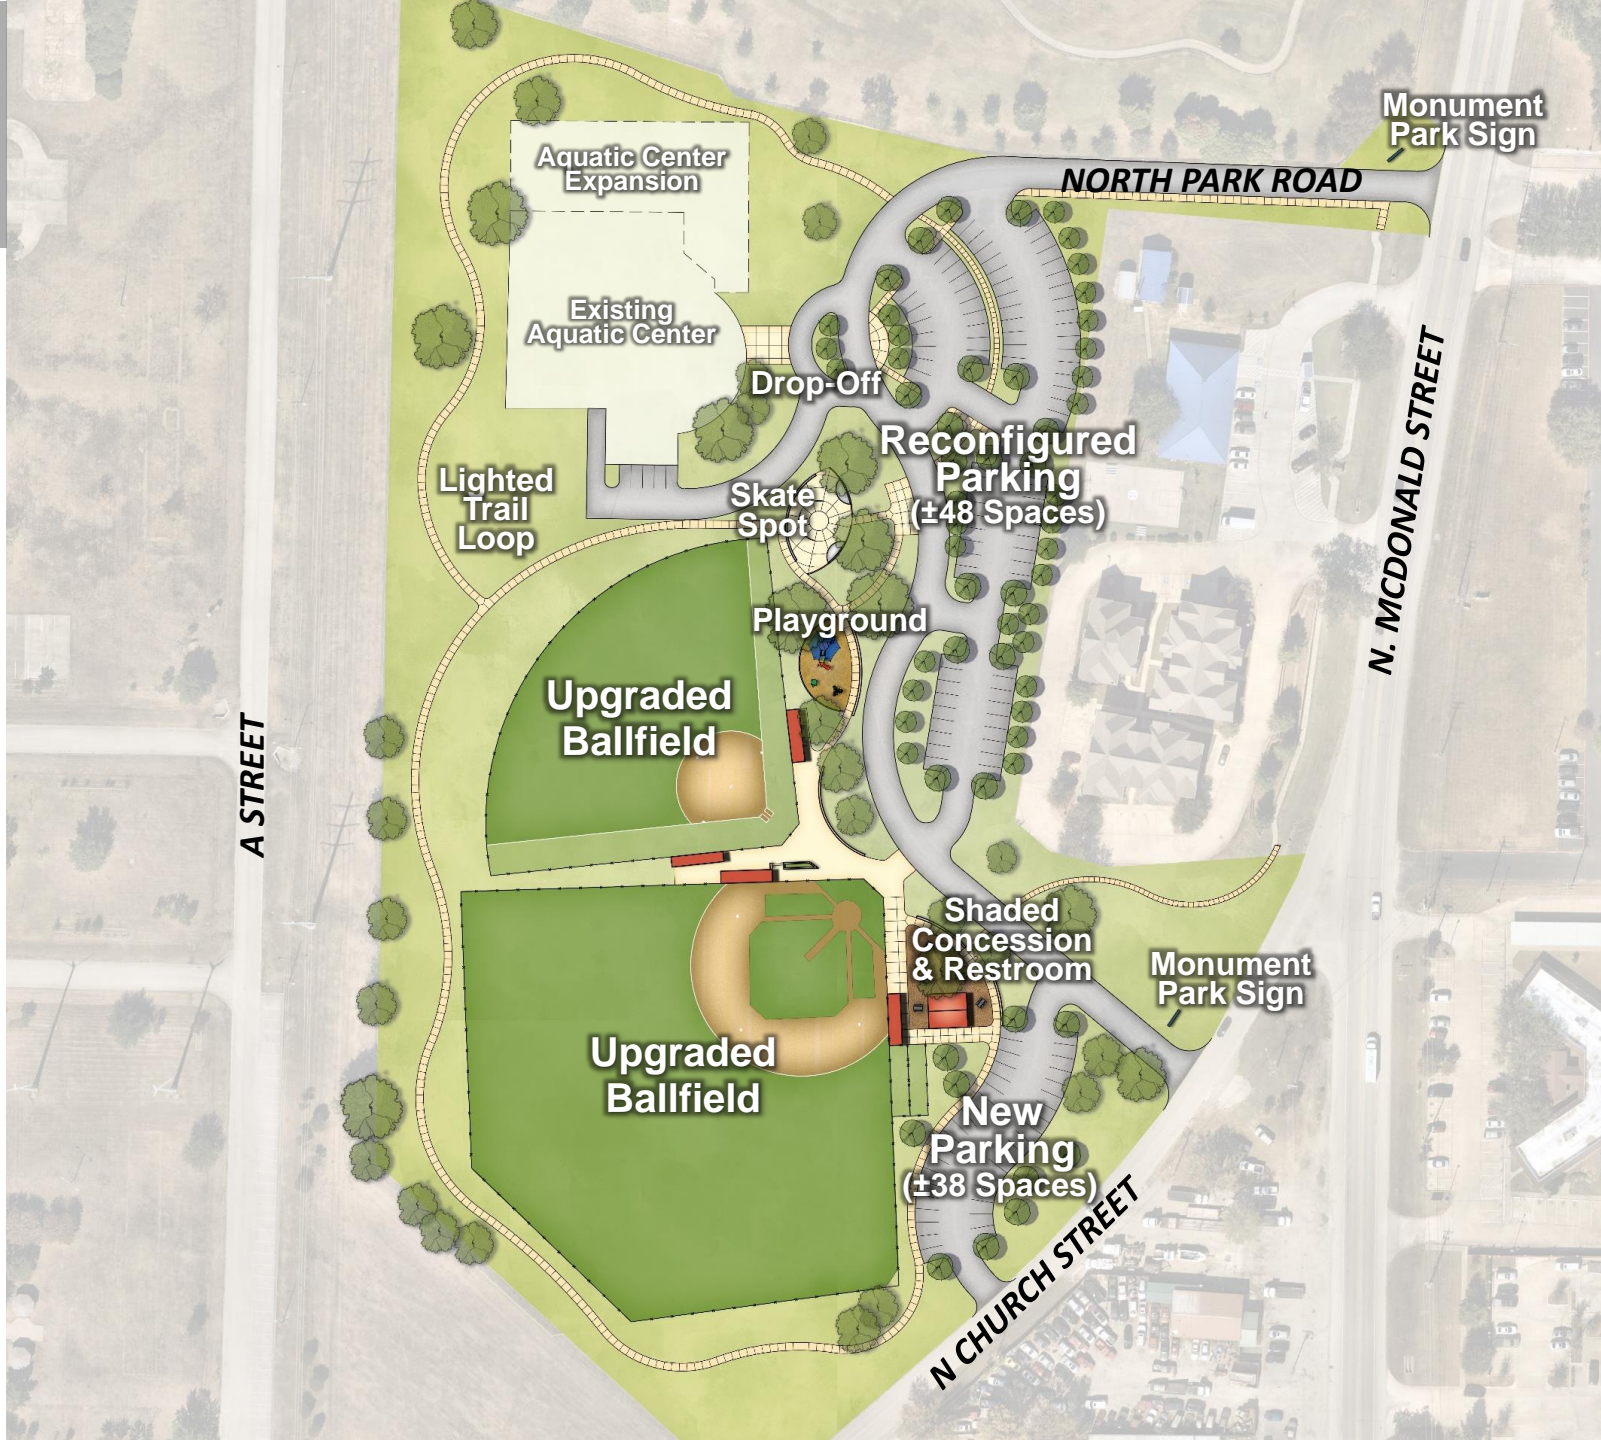 Monument
Park Sign
NORTH PARK ROAD
Aquatic Center
Expansion
Existing
Aquatic Center
Drop-Off
Reconfigured
Parking
(±48 Spaces)
N. MCDONALD STREET
Lighted
Trail
Loop
Skate
Spot
Playground
Upgraded
Ballfield
A STREET
Shaded
Concession
& Restroom
Monument
Park Sign
Upgraded
Ballfield
New
Parking
(±38 Spaces)
N CHURCH STREET